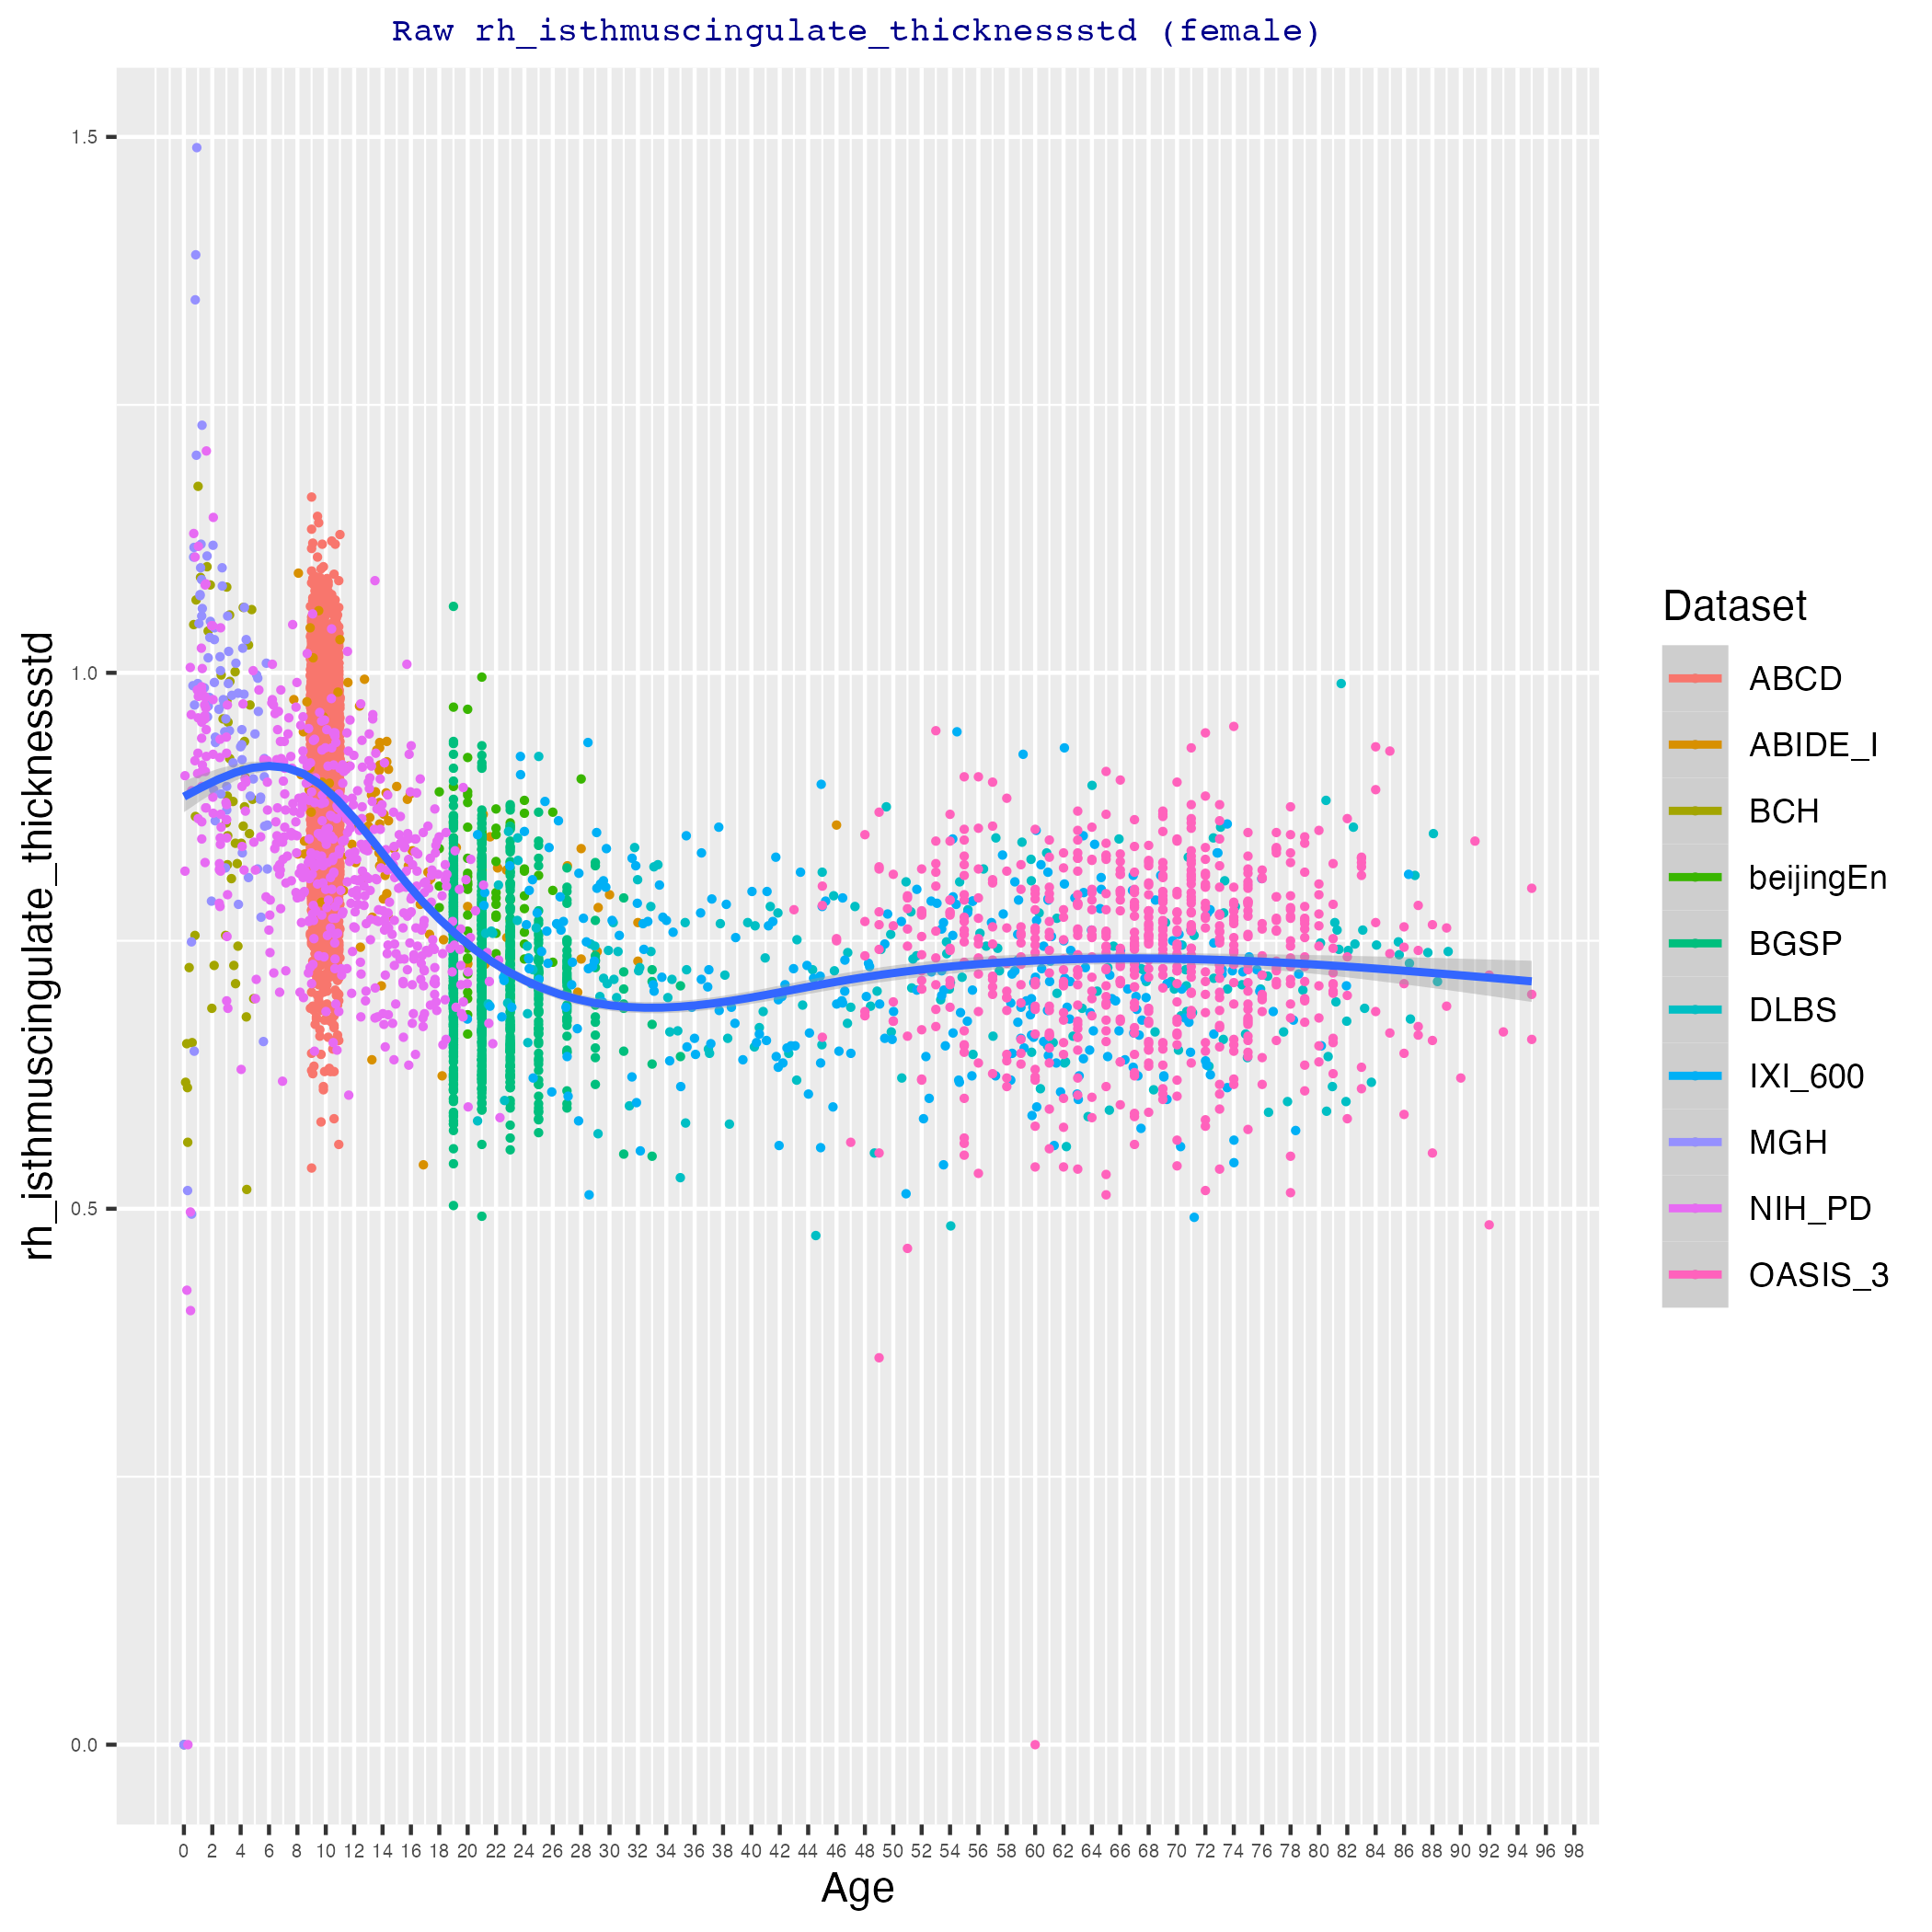 Raw rh_isthmuscingulate_thicknessstd (female)
rh_isthmuscingulate_thicknessstd
1.5
1.0
0.5
0.0
0 2 4 6 8 10 12 14 16 18 20 22 24 26 28 30 32 34 36 38 40 42 44 46 48 50 52 54 56 58 60 62 64 66 68 70 72 74 76 78 80 82 84 86 88 90 92 94 96 98
Age
Dataset
ABCD
ABIDE_I
BCH
beijingEn
BGSP
DLBS
IXI_600
MGH
NIH_PD
OASIS_3